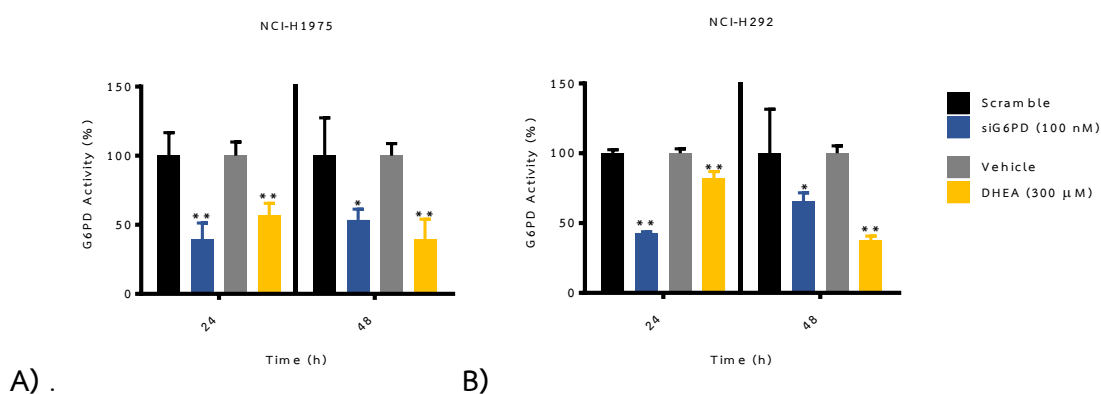 NCI-H1975
150
100
50
0
G6PD Activity (%)
**
**
*
**
24
48
Time (h)
A) .
NCI-H292
150
100
50
0
G6PD Activity (%)
**
**
*
**
24
48
Time (h)
B)
Scramble
siG6PD (100 nM)
Vehicle
DHEA (300 μM)